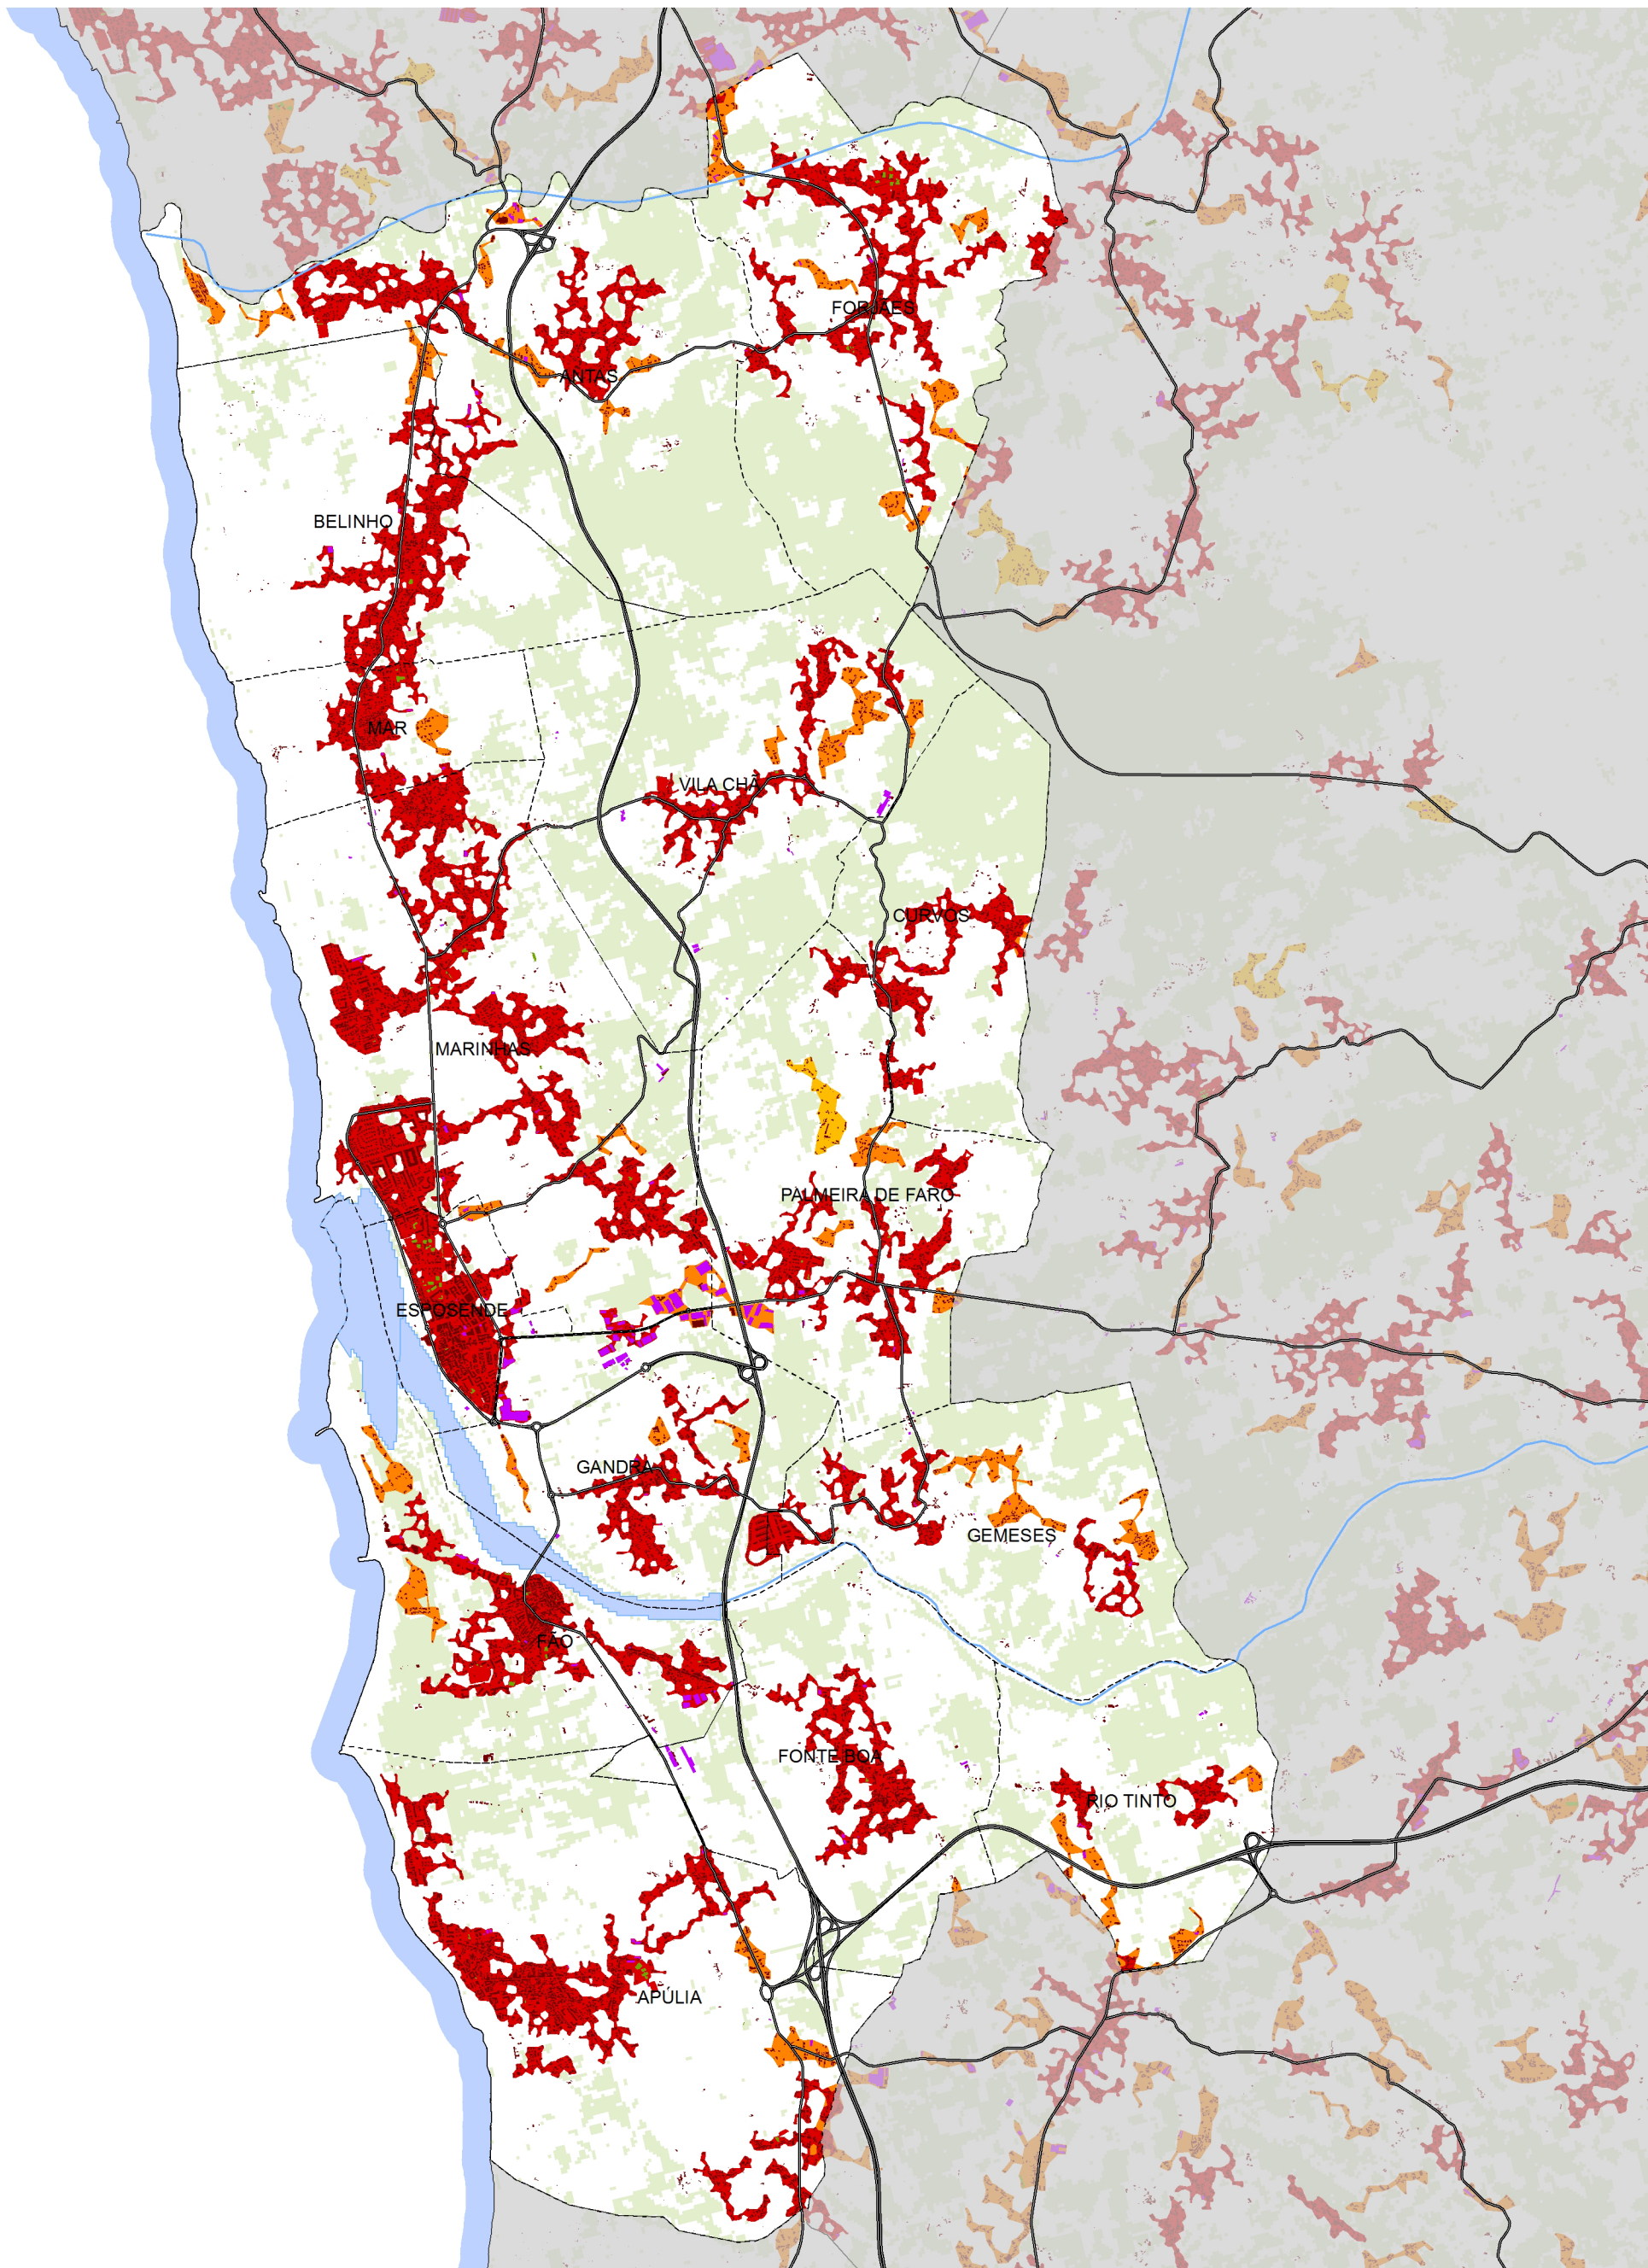 FORJÃES
ANTAS
BELINHO
MAR
VILA CHÃ
CURVOS
MARINHAS
PALMEIRA DE FARO
ESPOSENDE
GANDRA
GEMESES
FÃO
FONTE BOA
RIO TINTO
APÚLIA